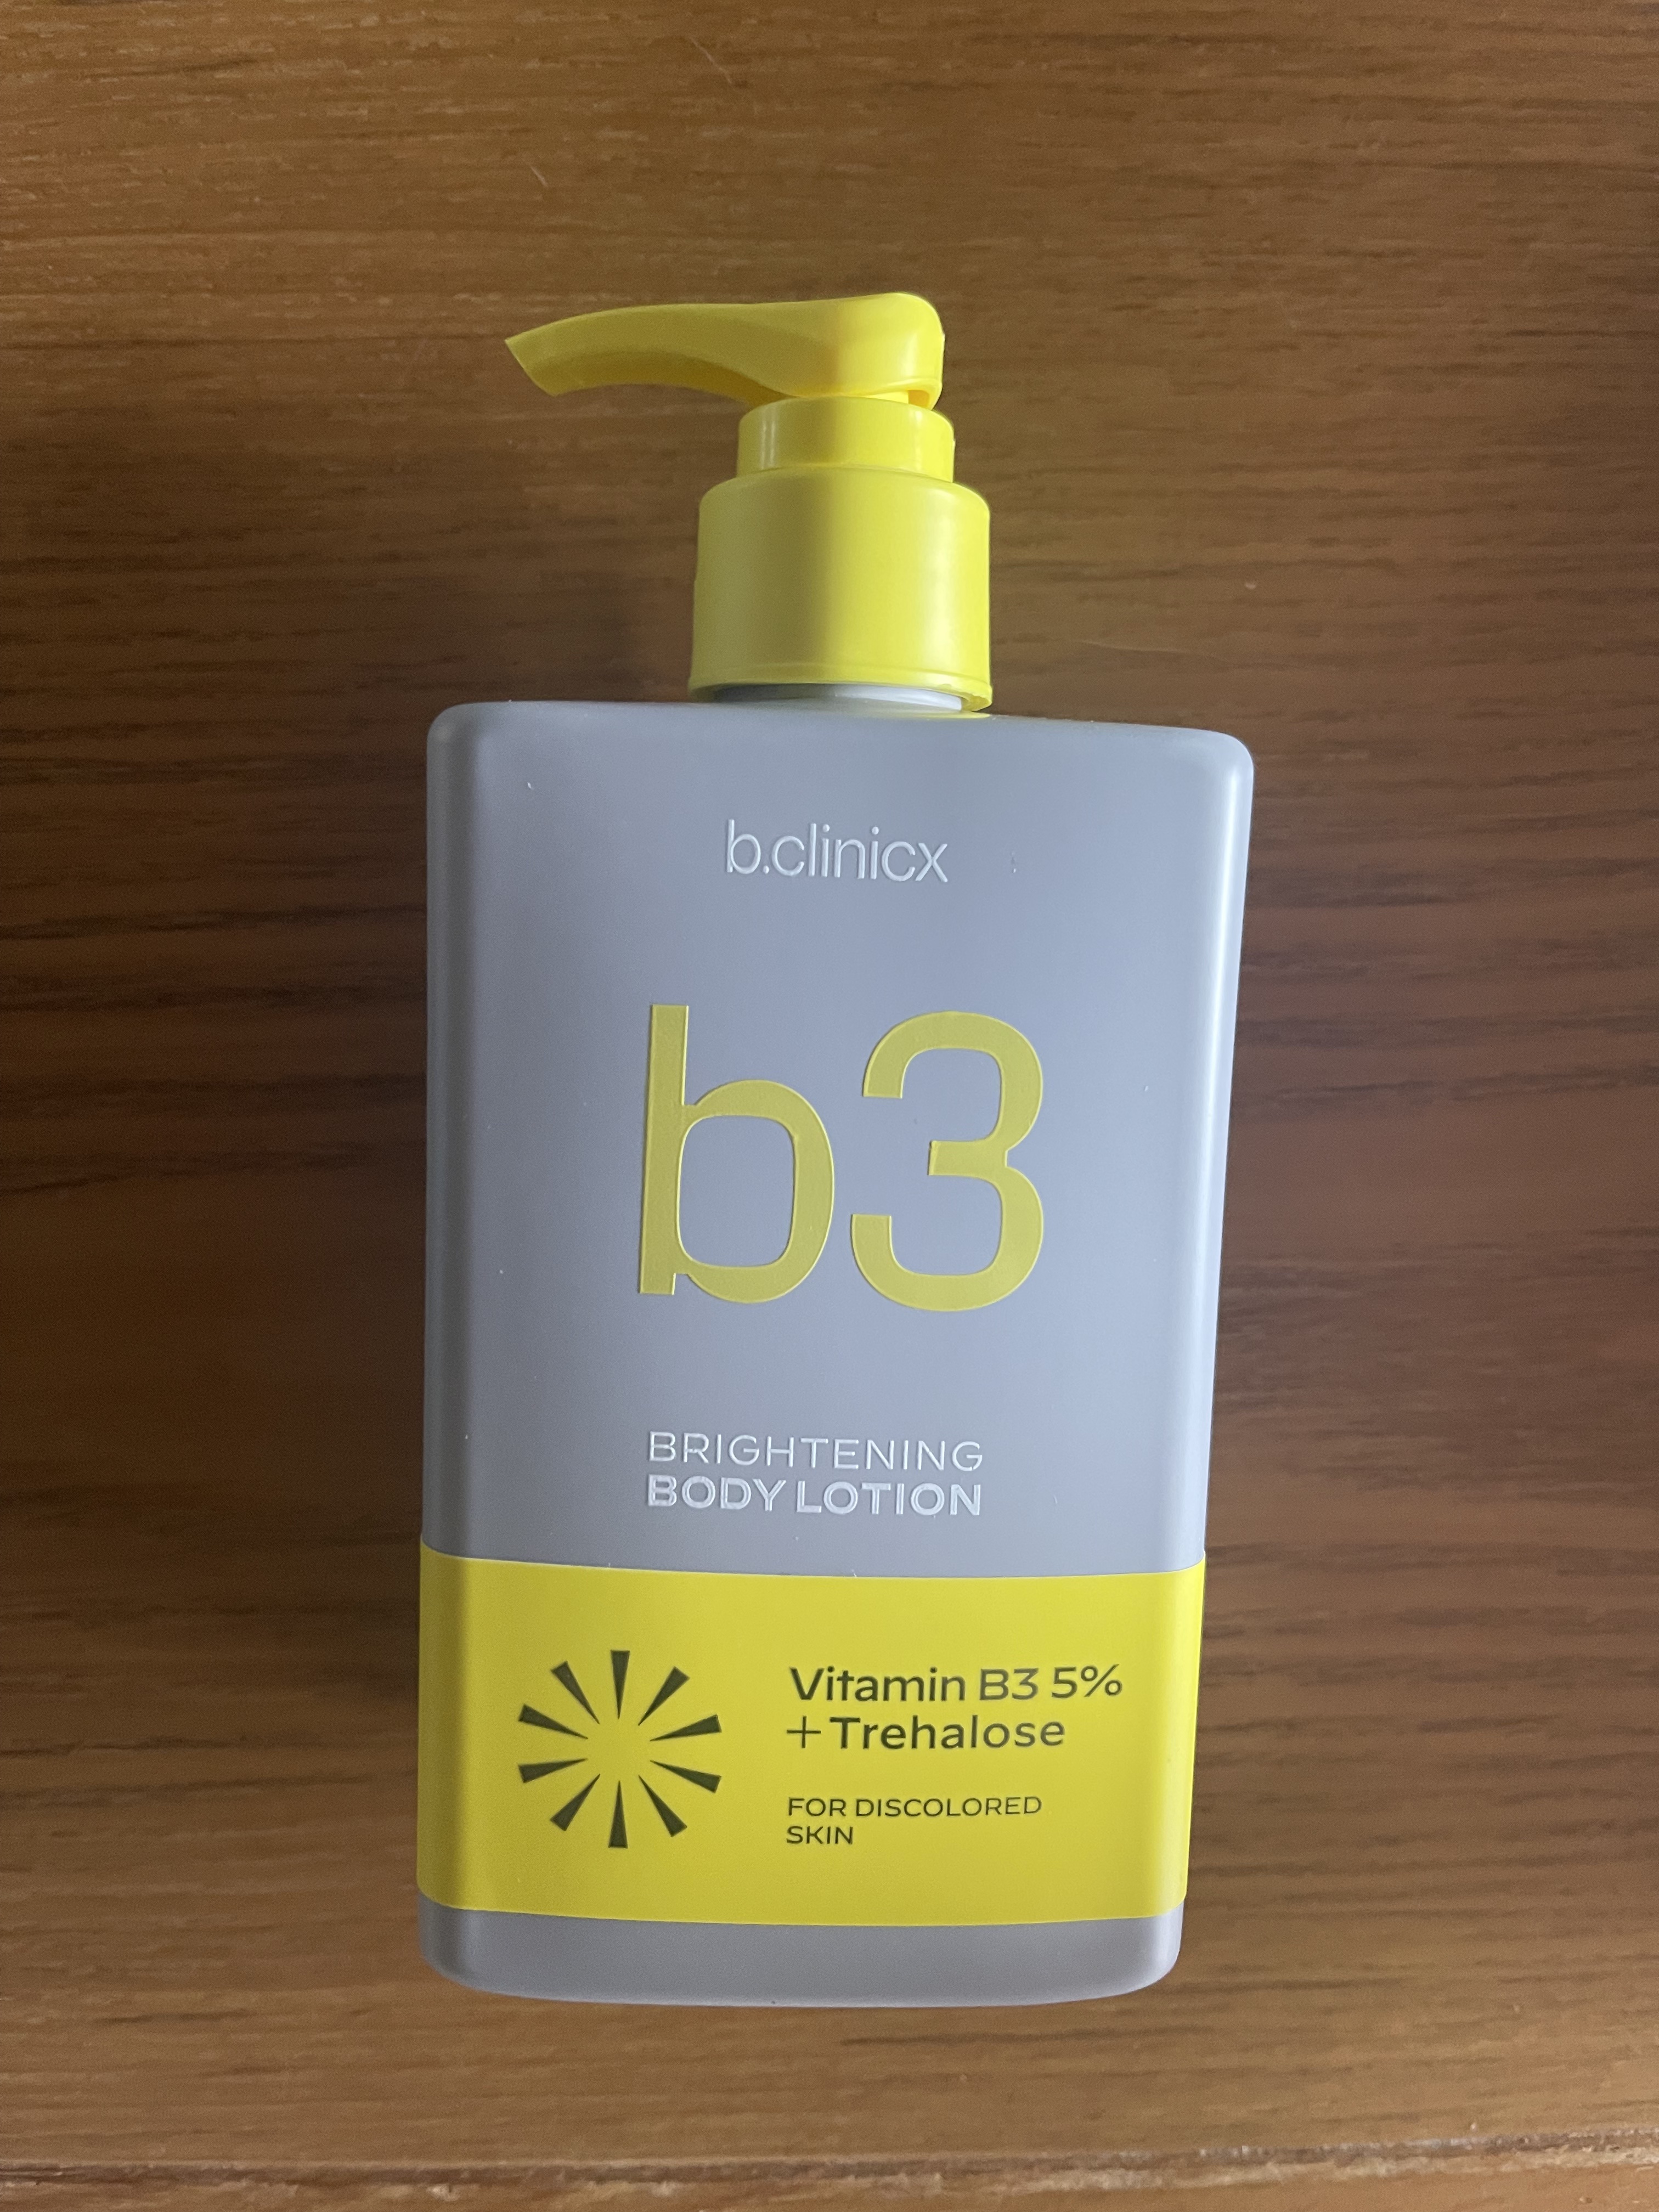 b.clinicx
b3
BRIGHTENING
BODY LOTION
Vitamin B3 5%
+Trehalose
FOR DISCOLORED
SKIN